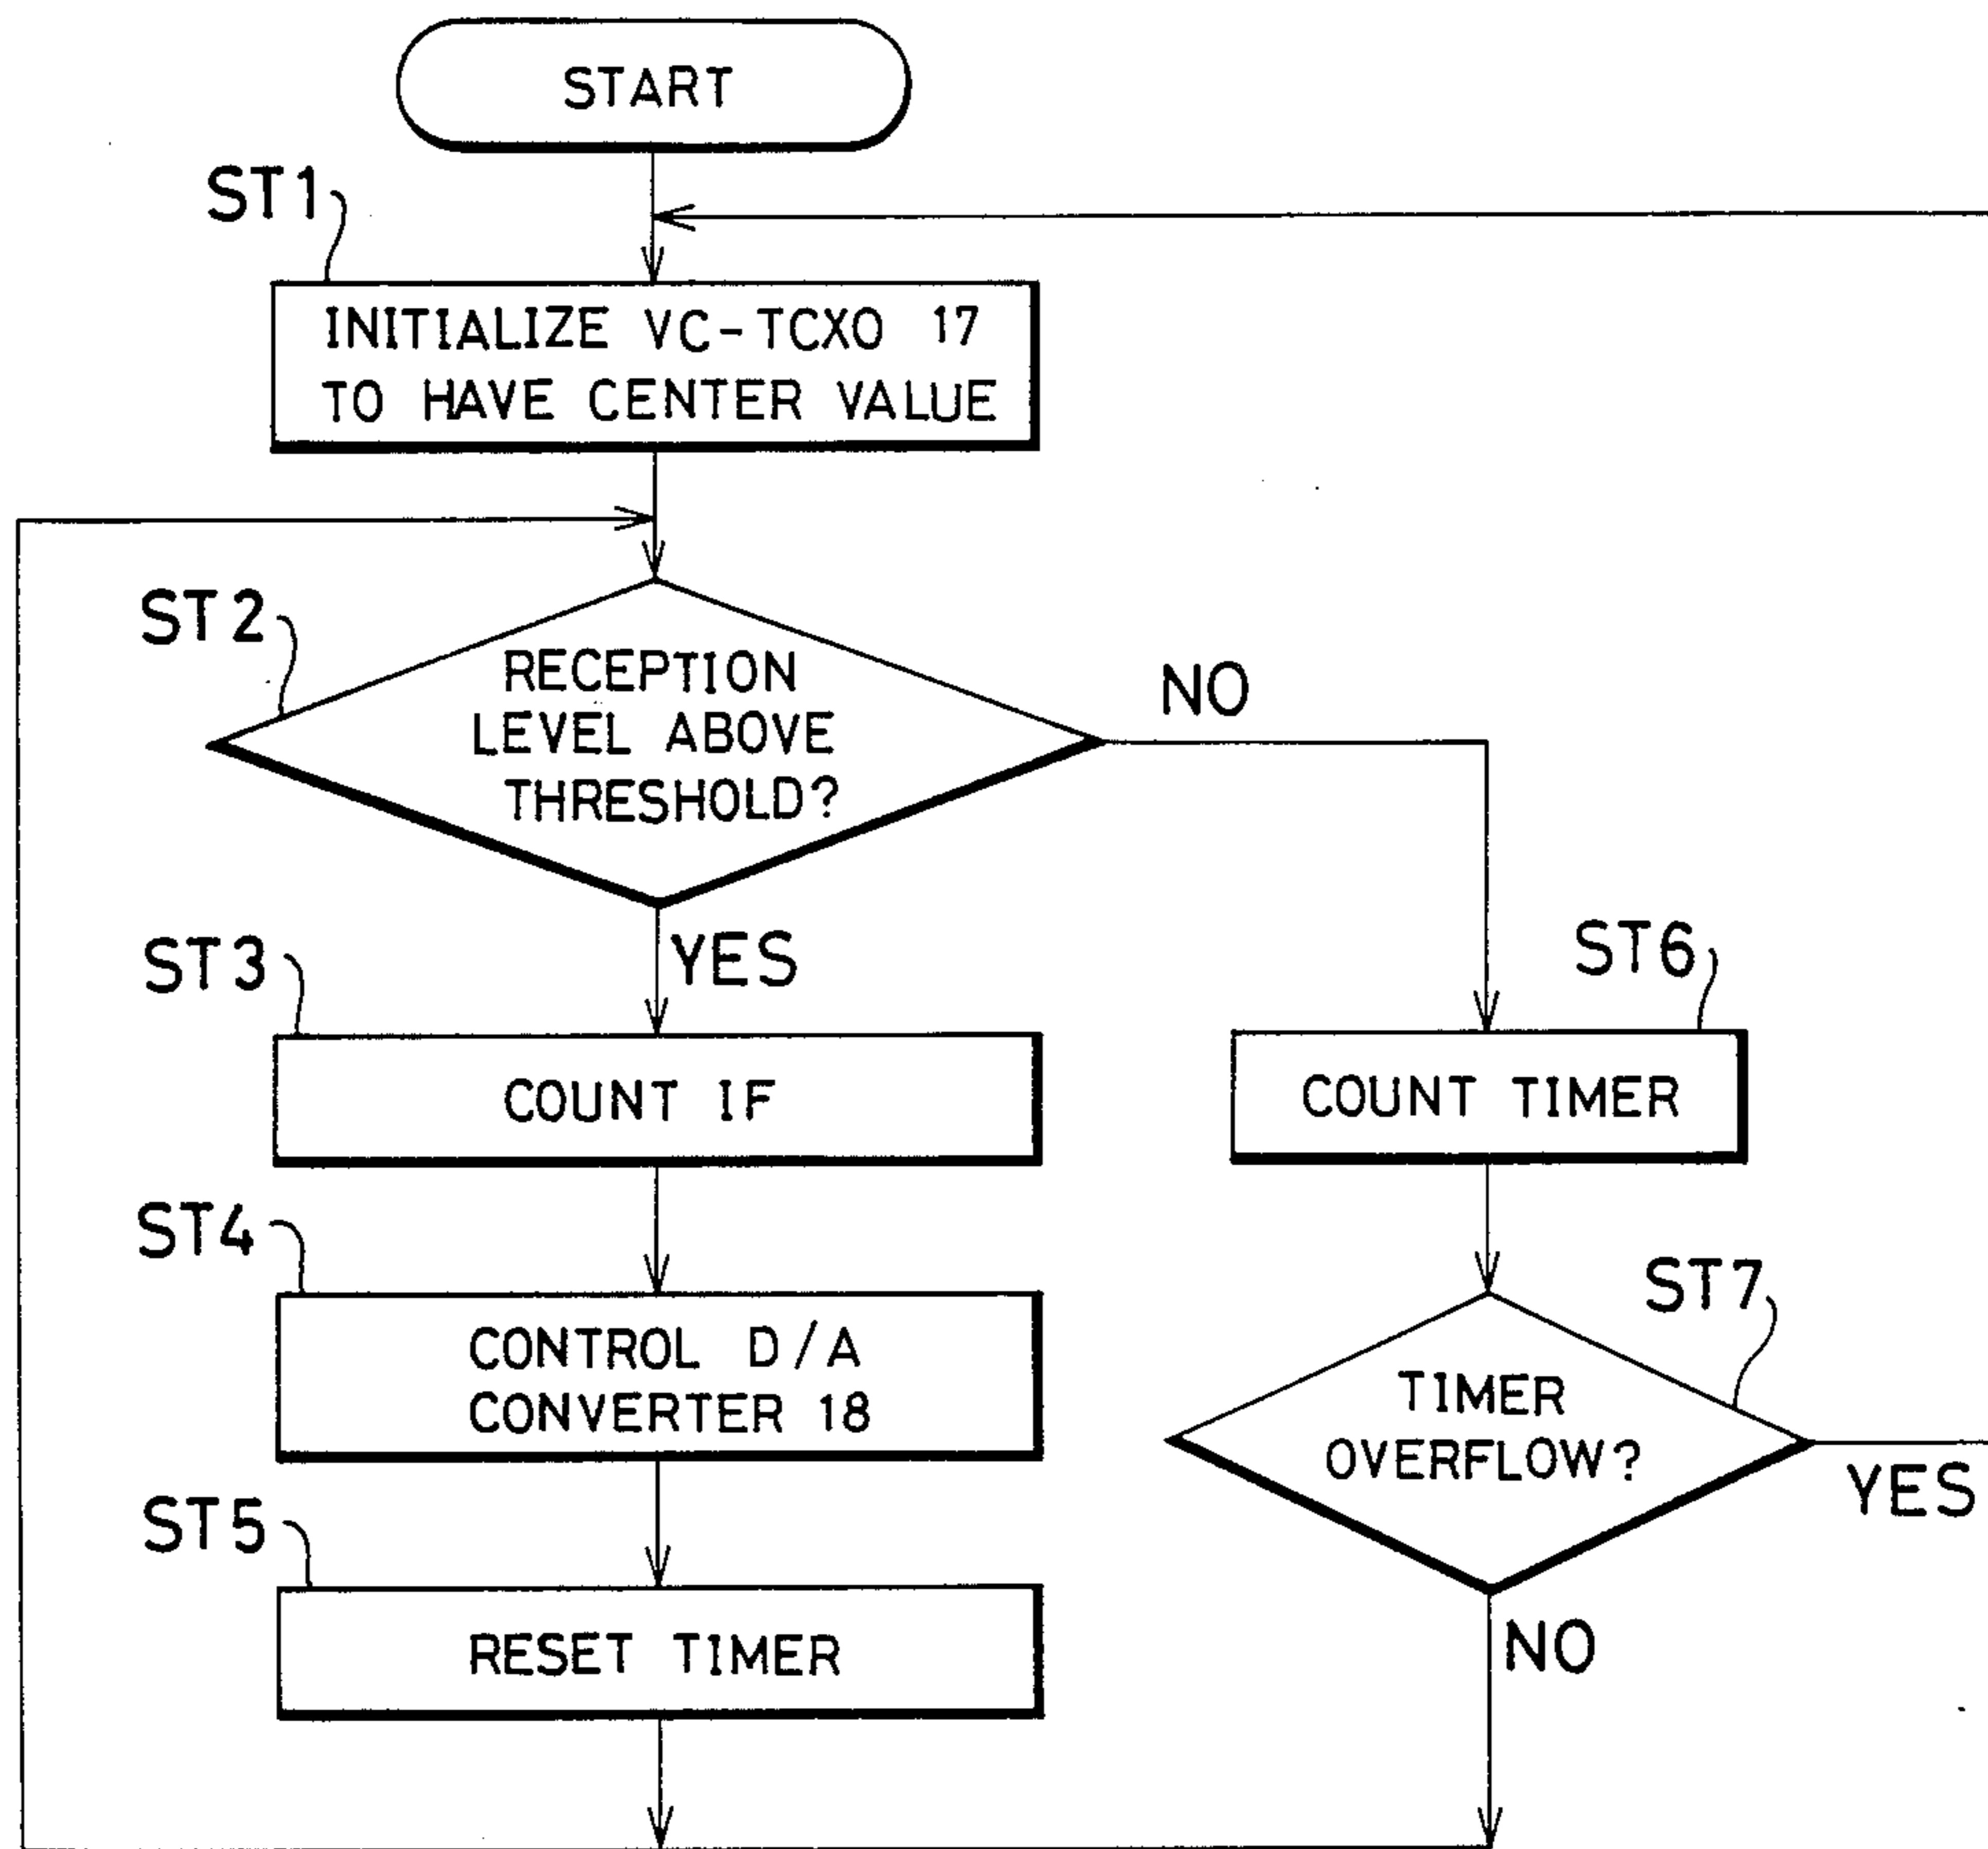 START
ST1
INITIALIZE VC-TCXO 17
TO HAVE CENTER VALUE
ST2
RECEPTION
LEVEL ABOVE
THRESHOLD?
NO
YES
ST3
COUNT IF
ST6
COUNT TIMER
ST4
CONTROL D/A
CONVERTER 18
ST7
TIMER
OVERFLOW?
YES
ST5
RESET TIMER
NO